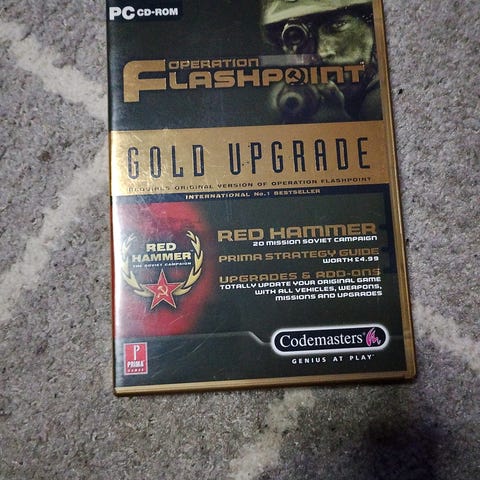 PC CD-ROM
OPERATION
FLASHPOINT
GOLD UPGRADE
REQUIRES ORIGINAL VERSION OF OPERATION FLASHPOINT
INTERNATIONAL No.1 BESTSELLER
RED HAMMER
20 MISSION SOVIET CAMPAIGN
PRIMA STRATEGY GUIDE
WORTH £4.99
UPGRADES & ADD-ONS
TOTALLY UPDATE YOUR ORIGINAL GAME
WITH ALL VEHICLES, WEAPONS,
MISSIONS AND UPGRADES
RED
HAMMER
THE SOVIET CAMPAIGN
P
PRIMA
GAMES
Codemasters
GENIUS AT PLAY